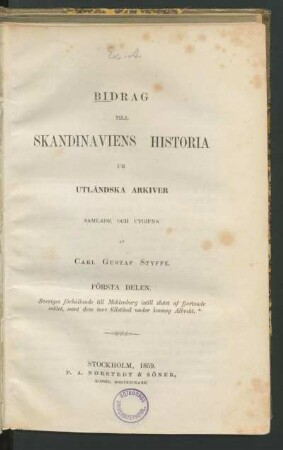 Ex. A.
BIDRAG
TILL
SKANDINAVIENS HISTORIA
UR
UTLÄNDSKA ARKIVER
SAMLADE OCH UTGIFNA
AF
CARL GUSTAF STYFFE.
FÖRSTA DELEN.
Sveriges förhållande till Meklenburg intill slutet af fjortonde
seklet, samt dess inre tillstånd under konung Albrekt.
STOCKHOLM, 1859.
P. A. NORSTEDT & SÖNER,
KONGL. BOKTRYCKARE.